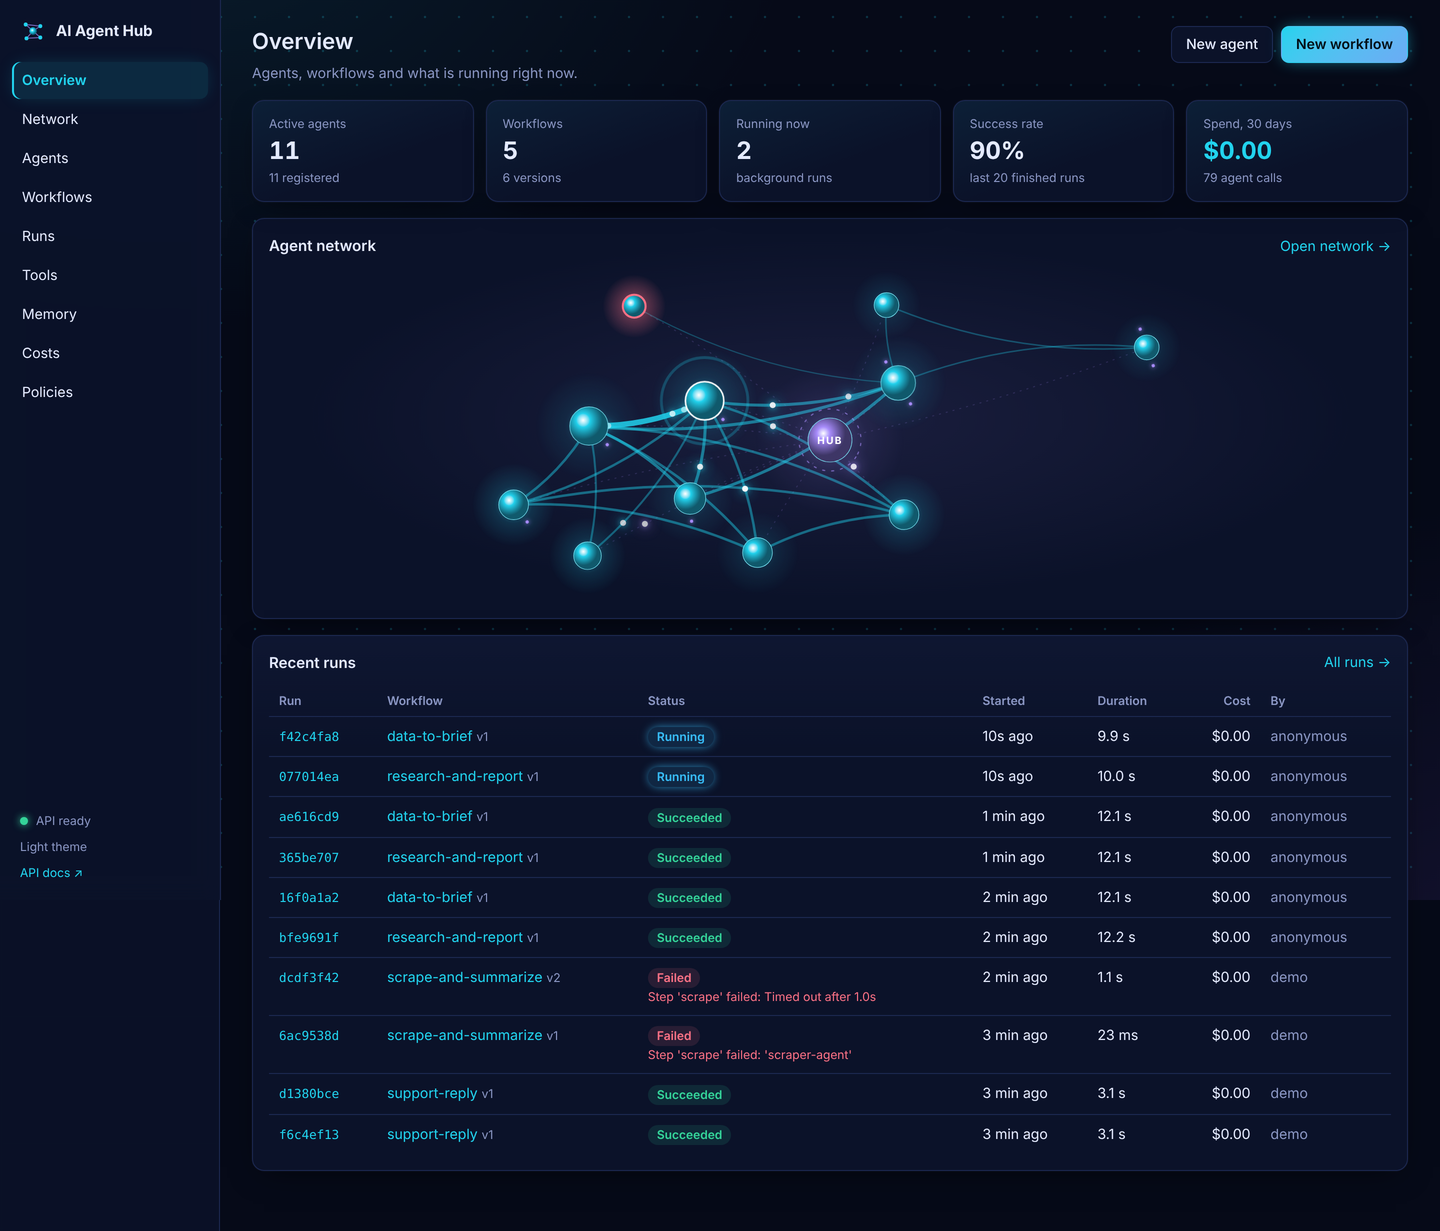 AI Agent Hub
Overview
Network
Agents
Workflows
Runs
Tools
Memory
Costs
Policies
API ready
Light theme
API docs ↗
Overview
Agents, workflows and what is running right now.
New agent
New workflow
Active agents
11
11 registered
Workflows
5
6 versions
Running now
2
background runs
Success rate
90%
last 20 finished runs
Spend, 30 days
$0.00
79 agent calls
Agent network
Open network →
HUB
Recent runs
All runs →
Run Workflow Status Started Duration Cost By
f42c4fa8 data-to-brief v1 Running 10s ago 9.9 s $0.00 anonymous
077014ea research-and-report v1 Running 10s ago 10.0 s $0.00 anonymous
ae616cd9 data-to-brief v1 Succeeded 1 min ago 12.1 s $0.00 anonymous
365be707 research-and-report v1 Succeeded 1 min ago 12.1 s $0.00 anonymous
16f0a1a2 data-to-brief v1 Succeeded 2 min ago 12.1 s $0.00 anonymous
bfe9691f research-and-report v1 Succeeded 2 min ago 12.2 s $0.00 anonymous
dcdf3f42 scrape-and-summarize v2 Failed 2 min ago 1.1 s $0.00 demo
Step 'scrape' failed: Timed out after 1.0s
6ac9538d scrape-and-summarize v1 Failed 3 min ago 23 ms $0.00 demo
Step 'scrape' failed: 'scraper-agent'
d1380bce support-reply v1 Succeeded 3 min ago 3.1 s $0.00 demo
f6c4ef13 support-reply v1 Succeeded 3 min ago 3.1 s $0.00 demo